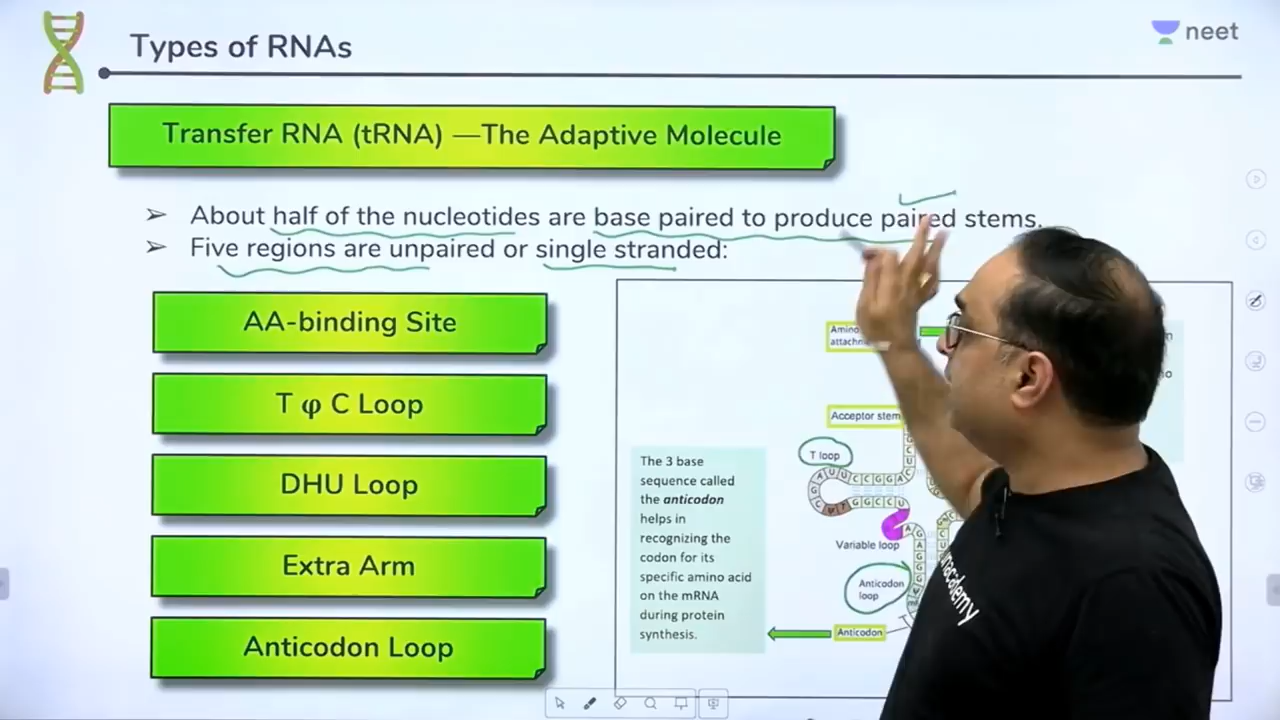 Types of RNAs
neet
Transfer RNA (tRNA) —The Adaptive Molecule
➢ About half of the nucleotides are base paired to produce paired stems.
➢ Five regions are unpaired or single stranded:
AA-binding Site
T φ C Loop
DHU Loop
Extra Arm
Anticodon Loop
The 3 base
sequence called
the anticodon
helps in
recognizing the
codon for its
specific amino acid
on the mRNA
during protein
synthesis.
Acceptor stem
T loop
Variable loop
Anticodon
loop
Anticodon